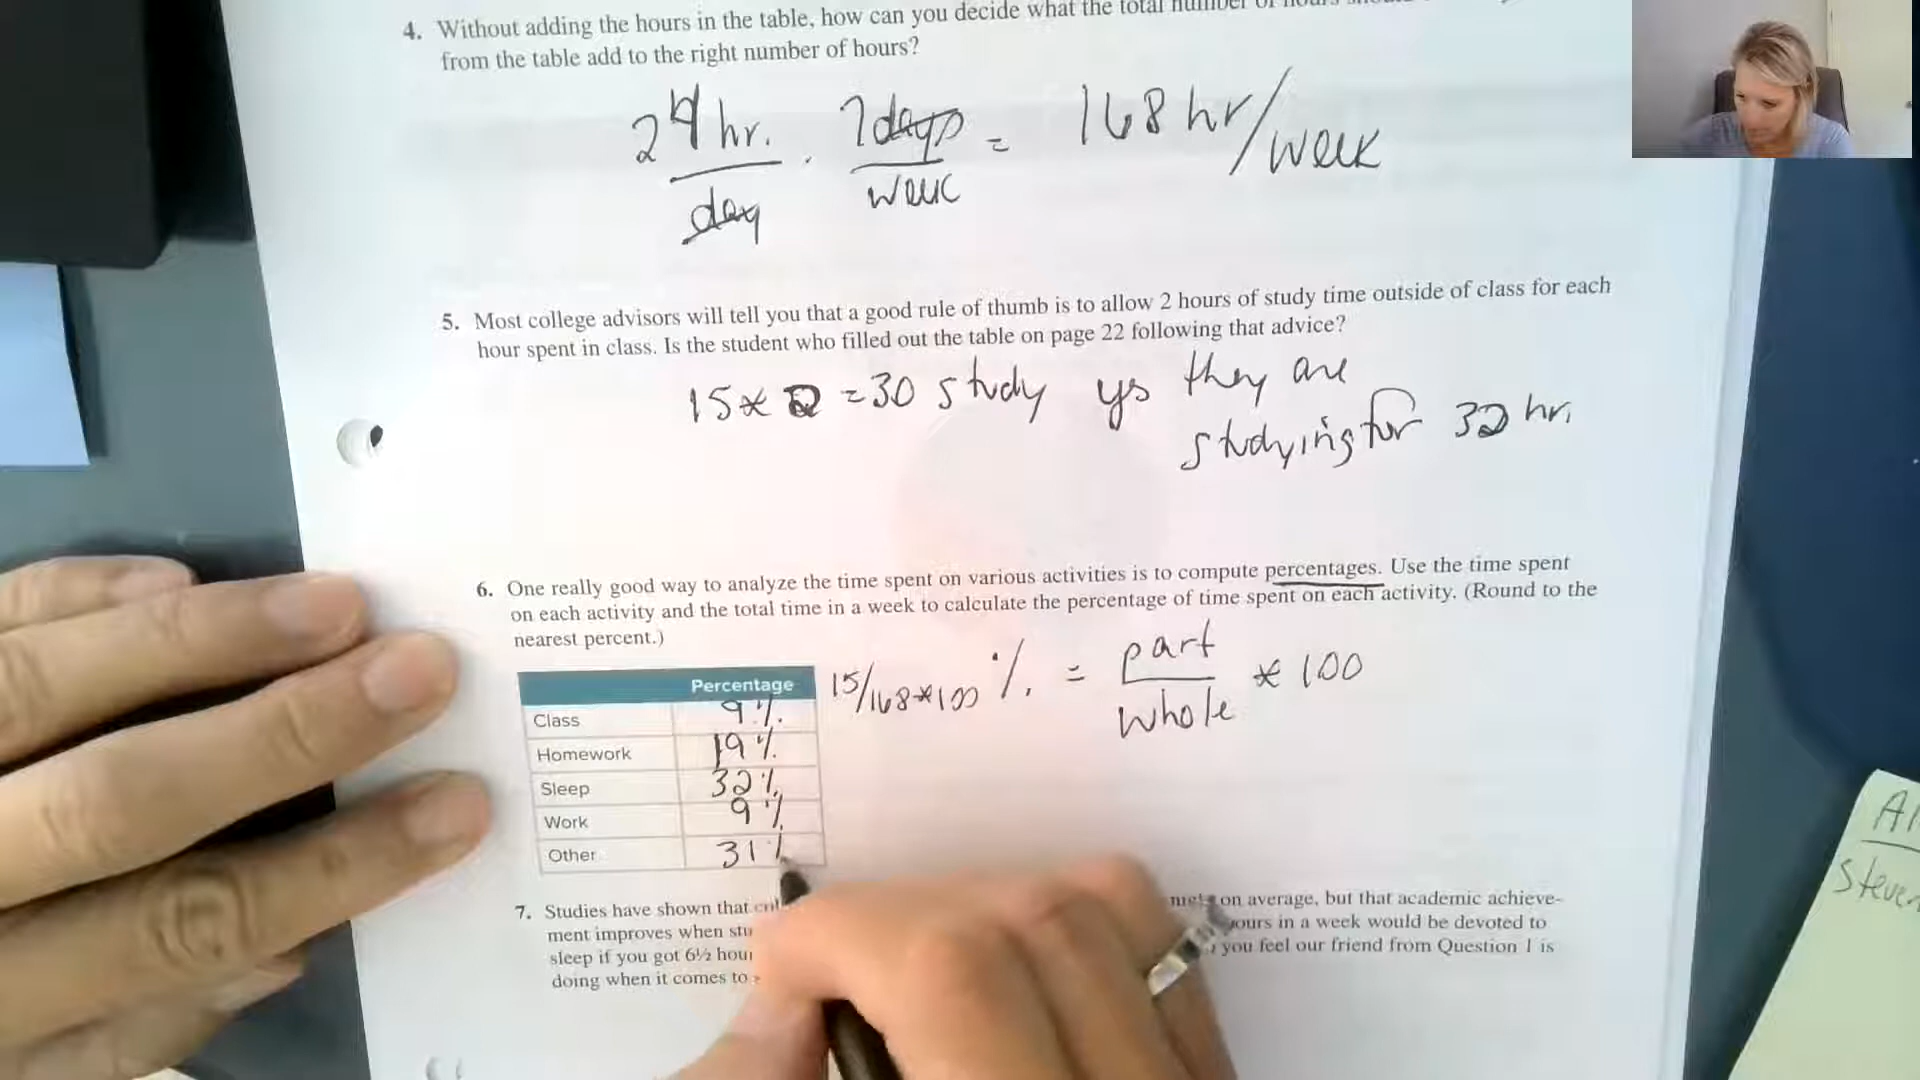 4. Without adding the hours in the table, how can you decide what the total number of hours
from the table add to the right number of hours?
24 hr. / day · 7 days / week = 168 hr/week
5. Most college advisors will tell you that a good rule of thumb is to allow 2 hours of study time outside of class for each
hour spent in class. Is the student who filled out the table on page 22 following that advice?
15 * 2 = 30 study ys they are
studying for 32 hr.
6. One really good way to analyze the time spent on various activities is to compute percentages. Use the time spent
on each activity and the total time in a week to calculate the percentage of time spent on each activity. (Round to the
nearest percent.)
Percentage
Class 9%
Homework 19%
Sleep 32%
Work 9%
Other 31%
15/168*100
% = part / whole * 100
7. Studies have shown that on average, but that academic achieve-
ment improves when in a week would be devoted to
sleep if you got 6½ you feel our friend from Question 1 is
doing when it comes to
Steven